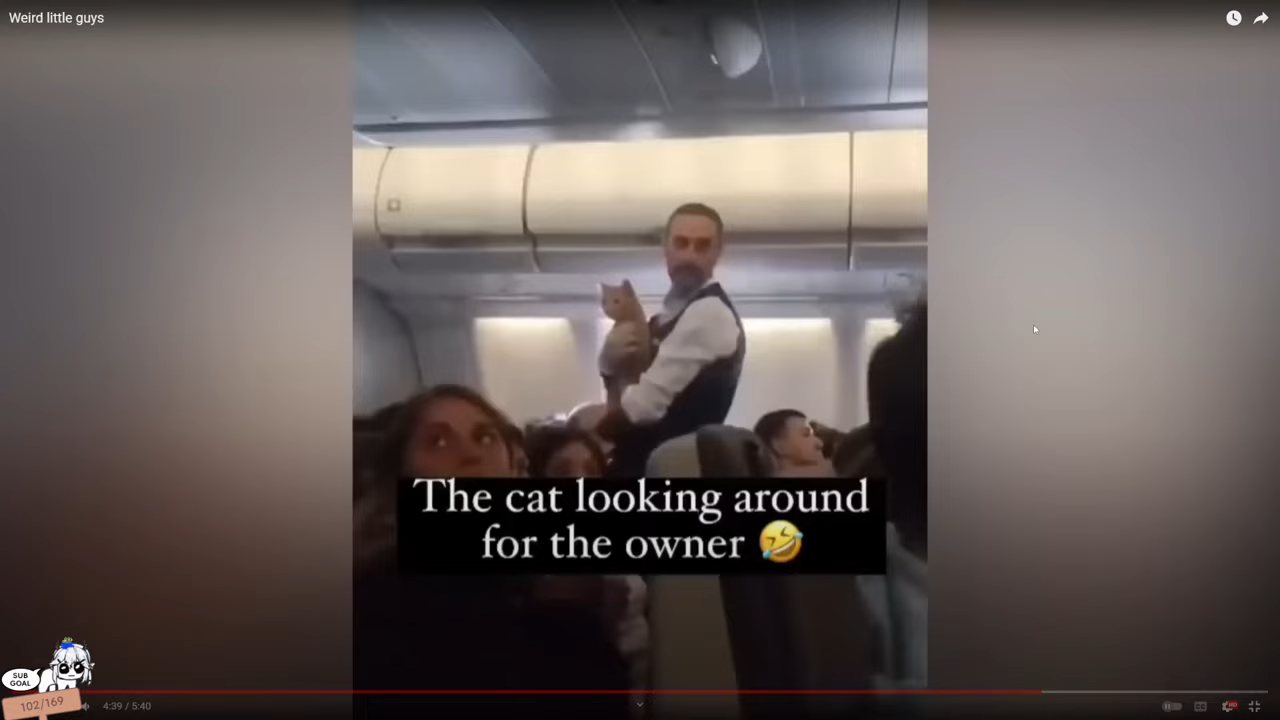 Weird little guys
The cat looking around
for the owner 🤣
SUB
GOAL
102/169
4:39 / 5:40